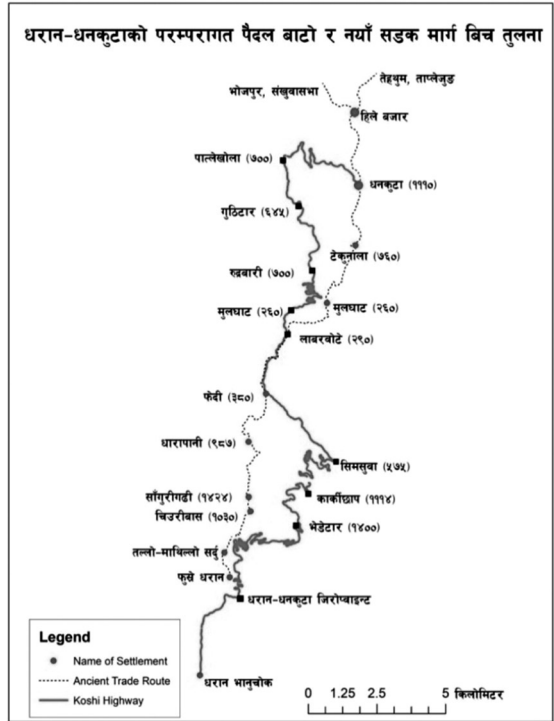 धरान-धनकुटाको परम्परागत पैदल बाटो र नयाँ सडक मार्ग बिच तुलना
तेह्रथुम, ताप्लेजुङ
भोजपुर, संखुवासभा
हिले बजार
पात्लेखोला (७००)
धनकुटा (१११०)
गुठिटार (६४५)
टेकुनाला (७६०)
रुद्रबारी (७००)
मुलघाट (२६०)
मुलघाट (२६०)
लाबरबोटे (२९०)
फेदी (३८०)
धारापानी (९८७)
सिमसुवा (५७५)
साँगुरीगढी (१४२४)
कार्कीछाप (१११४)
चिउरीबास (१०३०)
भेडेटार (१४००)
तल्लो-माथिल्लो सर्दु
फुस्रे धरान
धरान-धनकुटा जिरोप्वाइन्ट
Legend
Name of Settlement
Ancient Trade Route
Koshi Highway
धरान भानुचोक
0 1.25 2.5 5 किलोमिटर